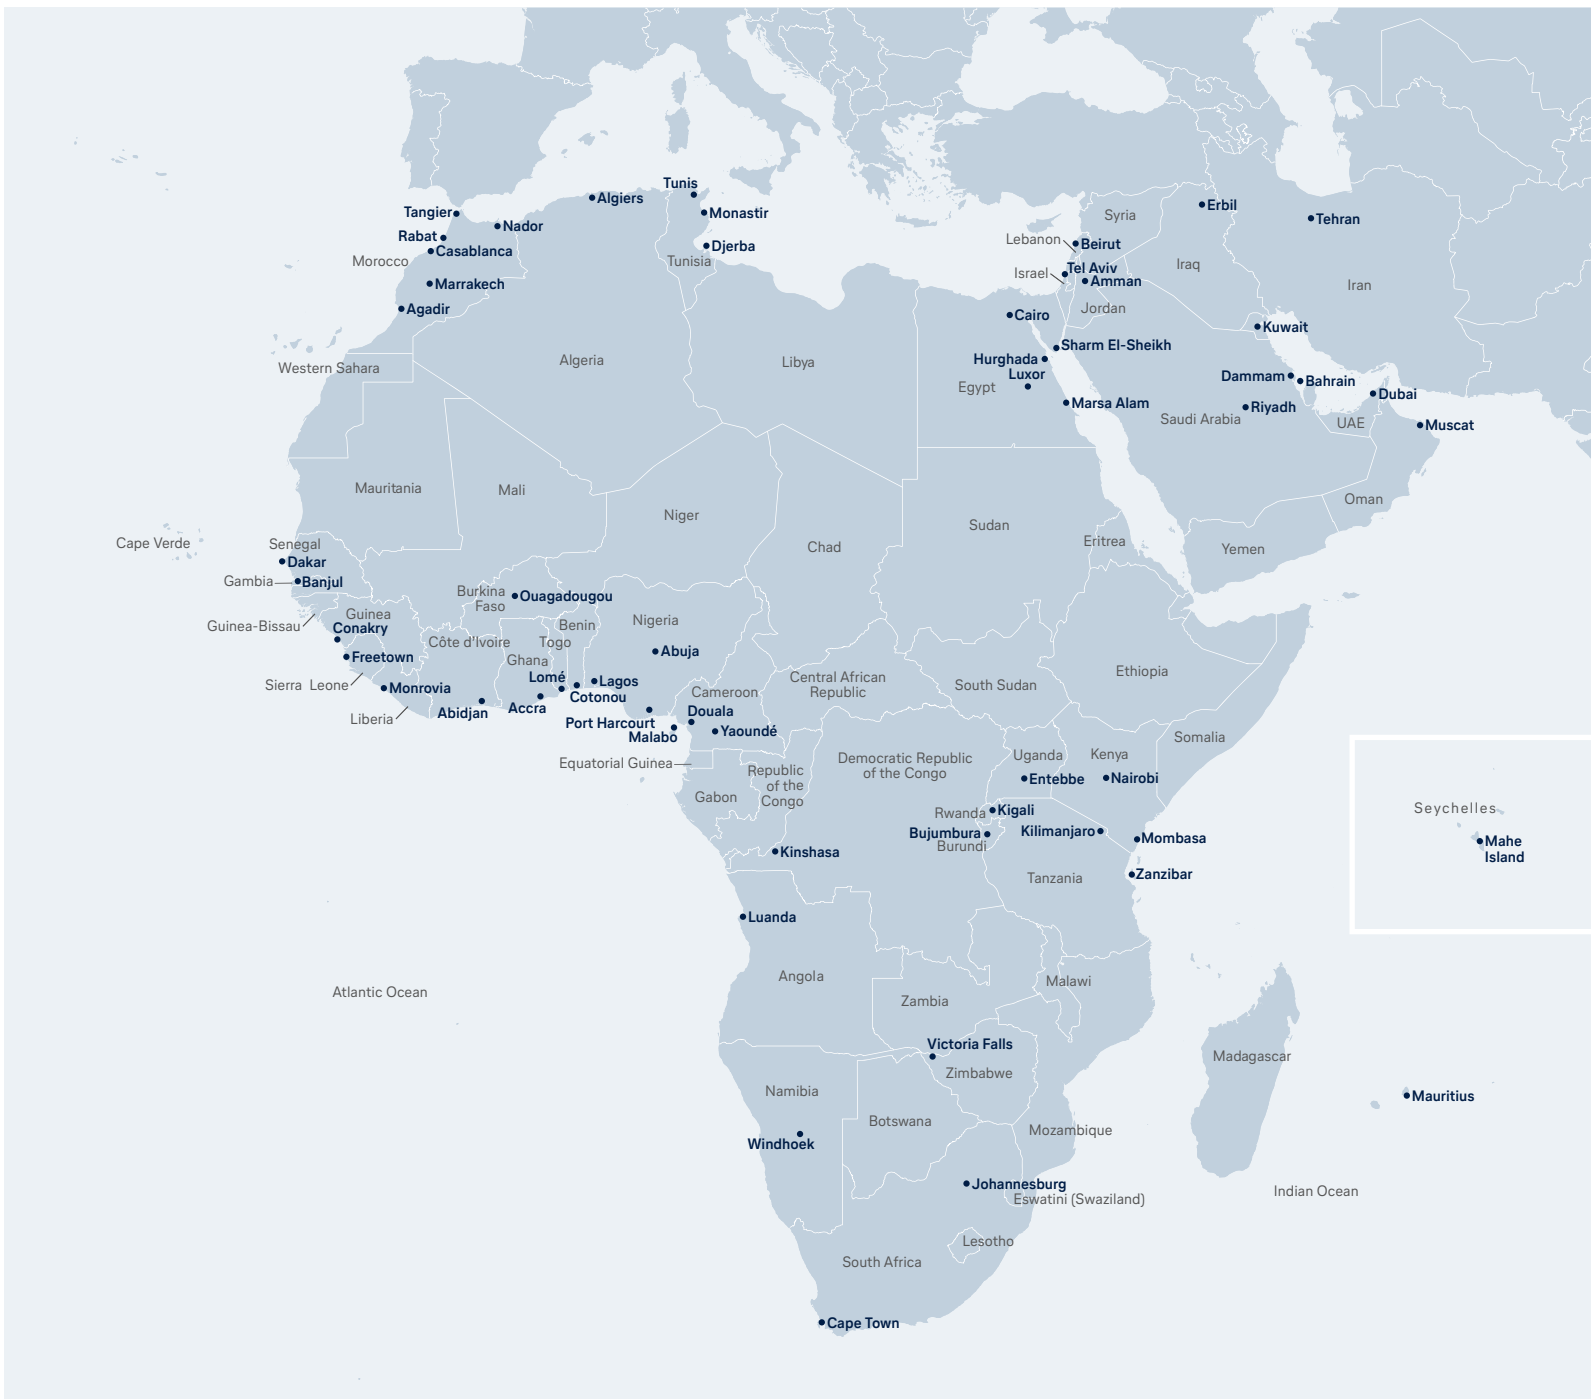 Tunis
Algiers
Erbil
Tangier
Monastir
Syria
Tehran
Nador
Rabat
Lebanon
Beirut
Djerba
Casablanca
Morocco
Tunisia
Iraq
Tel Aviv
Israel
Amman
Marrakech
Iran
Agadir
Jordan
Cairo
Kuwait
Sharm El-Sheikh
Hurghada
Algeria
Libya
Western Sahara
Luxor
Dammam
Bahrain
Egypt
Dubai
Marsa Alam
Riyadh
Saudi Arabia
UAE
Muscat
Mauritania
Mali
Oman
Niger
Sudan
Cape Verde
Senegal
Chad
Eritrea
Yemen
Dakar
Gambia
Banjul
Burkina
Faso
Ouagadougou
Guinea
Guinea-Bissau
Conakry
Benin
Nigeria
Côte d'Ivoire
Togo
Abuja
Freetown
Ghana
Ethiopia
Lomé
Lagos
Central African
Republic
Sierra Leone
Monrovia
South Sudan
Cotonou
Cameroon
Accra
Abidjan
Douala
Liberia
Port Harcourt
Malabo
Yaoundé
Somalia
Uganda
Kenya
Democratic Republic
of the Congo
Equatorial Guinea
Republic
of the
Congo
Entebbe
Nairobi
Gabon
Seychelles
Kigali
Rwanda
Bujumbura
Kilimanjaro
Mombasa
Mahe
Island
Burundi
Kinshasa
Zanzibar
Tanzania
Luanda
Angola
Malawi
Atlantic Ocean
Zambia
Victoria Falls
Madagascar
Zimbabwe
Namibia
Mauritius
Botswana
Mozambique
Windhoek
Johannesburg
Indian Ocean
Eswatini (Swaziland)
Lesotho
South Africa
Cape Town